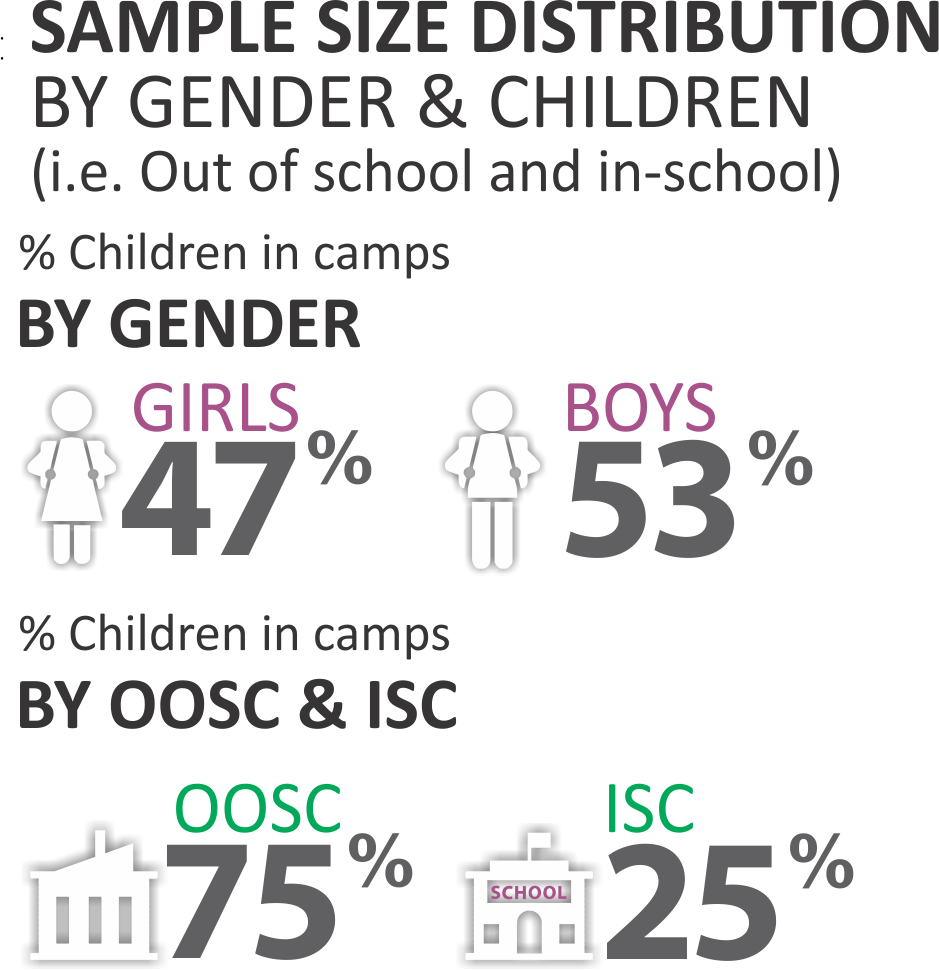 SAMPLE SIZE DISTRIBUTION
BY GENDER & CHILDREN
(i.e. Out of school and in-school)
% Children in camps
BY GENDER
GIRLS
47%
BOYS
53%
% Children in camps
BY OOSC & ISC
OOSC
75%
ISC
SCHOOL
25%